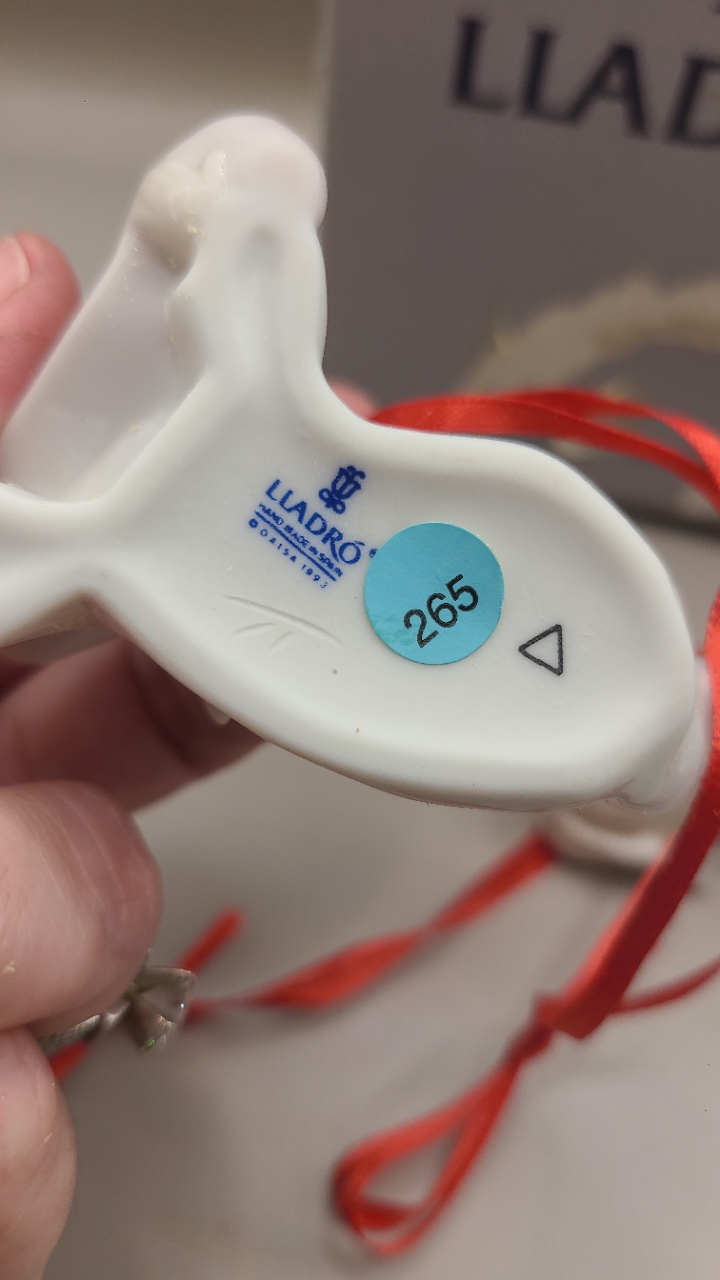 LLAD
LLADRÓ
HAND MADE IN SPAIN
© DAISA 1993
265